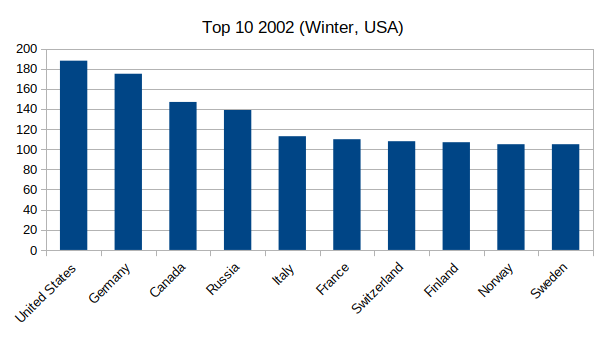 Top 10 2002 (Winter, USA)
200
180
160
140
120
100
80
60
40
20
0
United States
Germany
Canada
Russia
Italy
France
Switzerland
Finland
Norway
Sweden